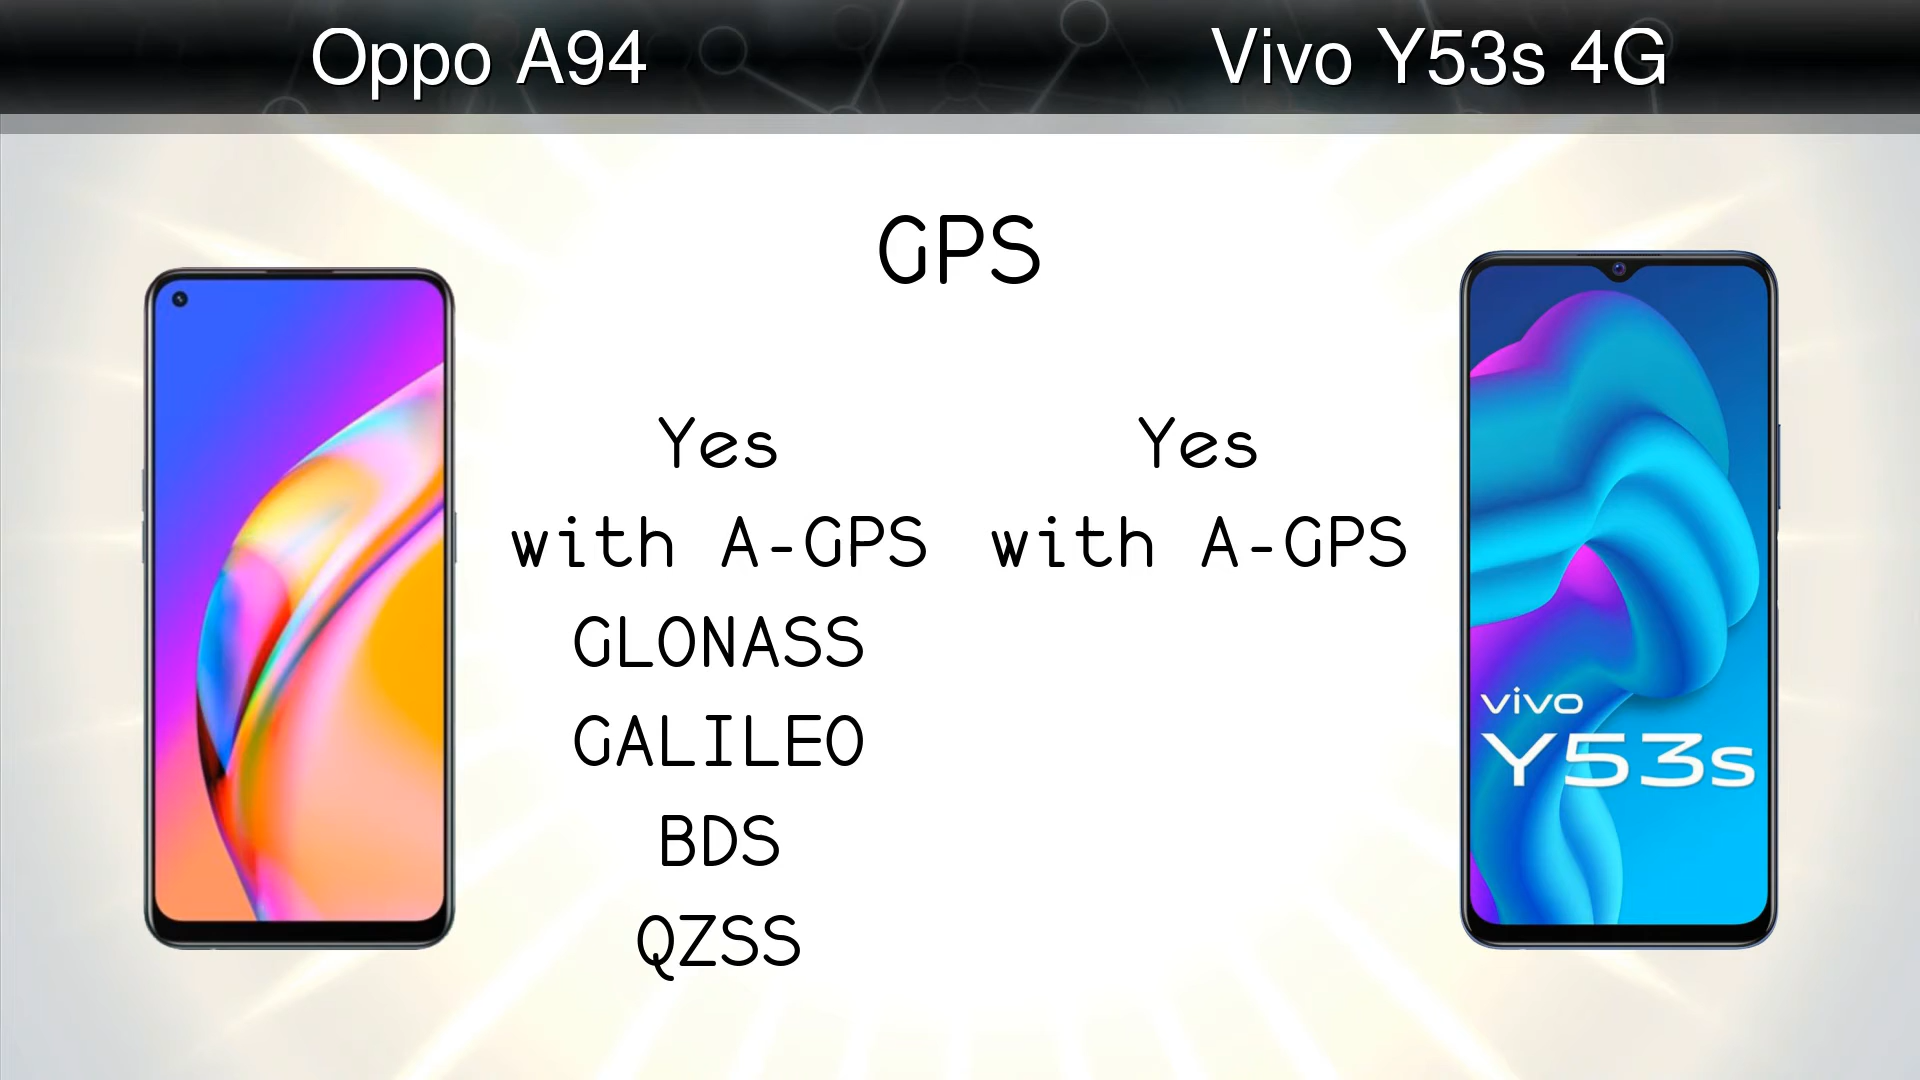 Oppo A94
Vivo Y53s 4G
GPS
Yes
with A-GPS
GLONASS
GALILEO
BDS
QZSS
Yes
with A-GPS
vivo
Y53s